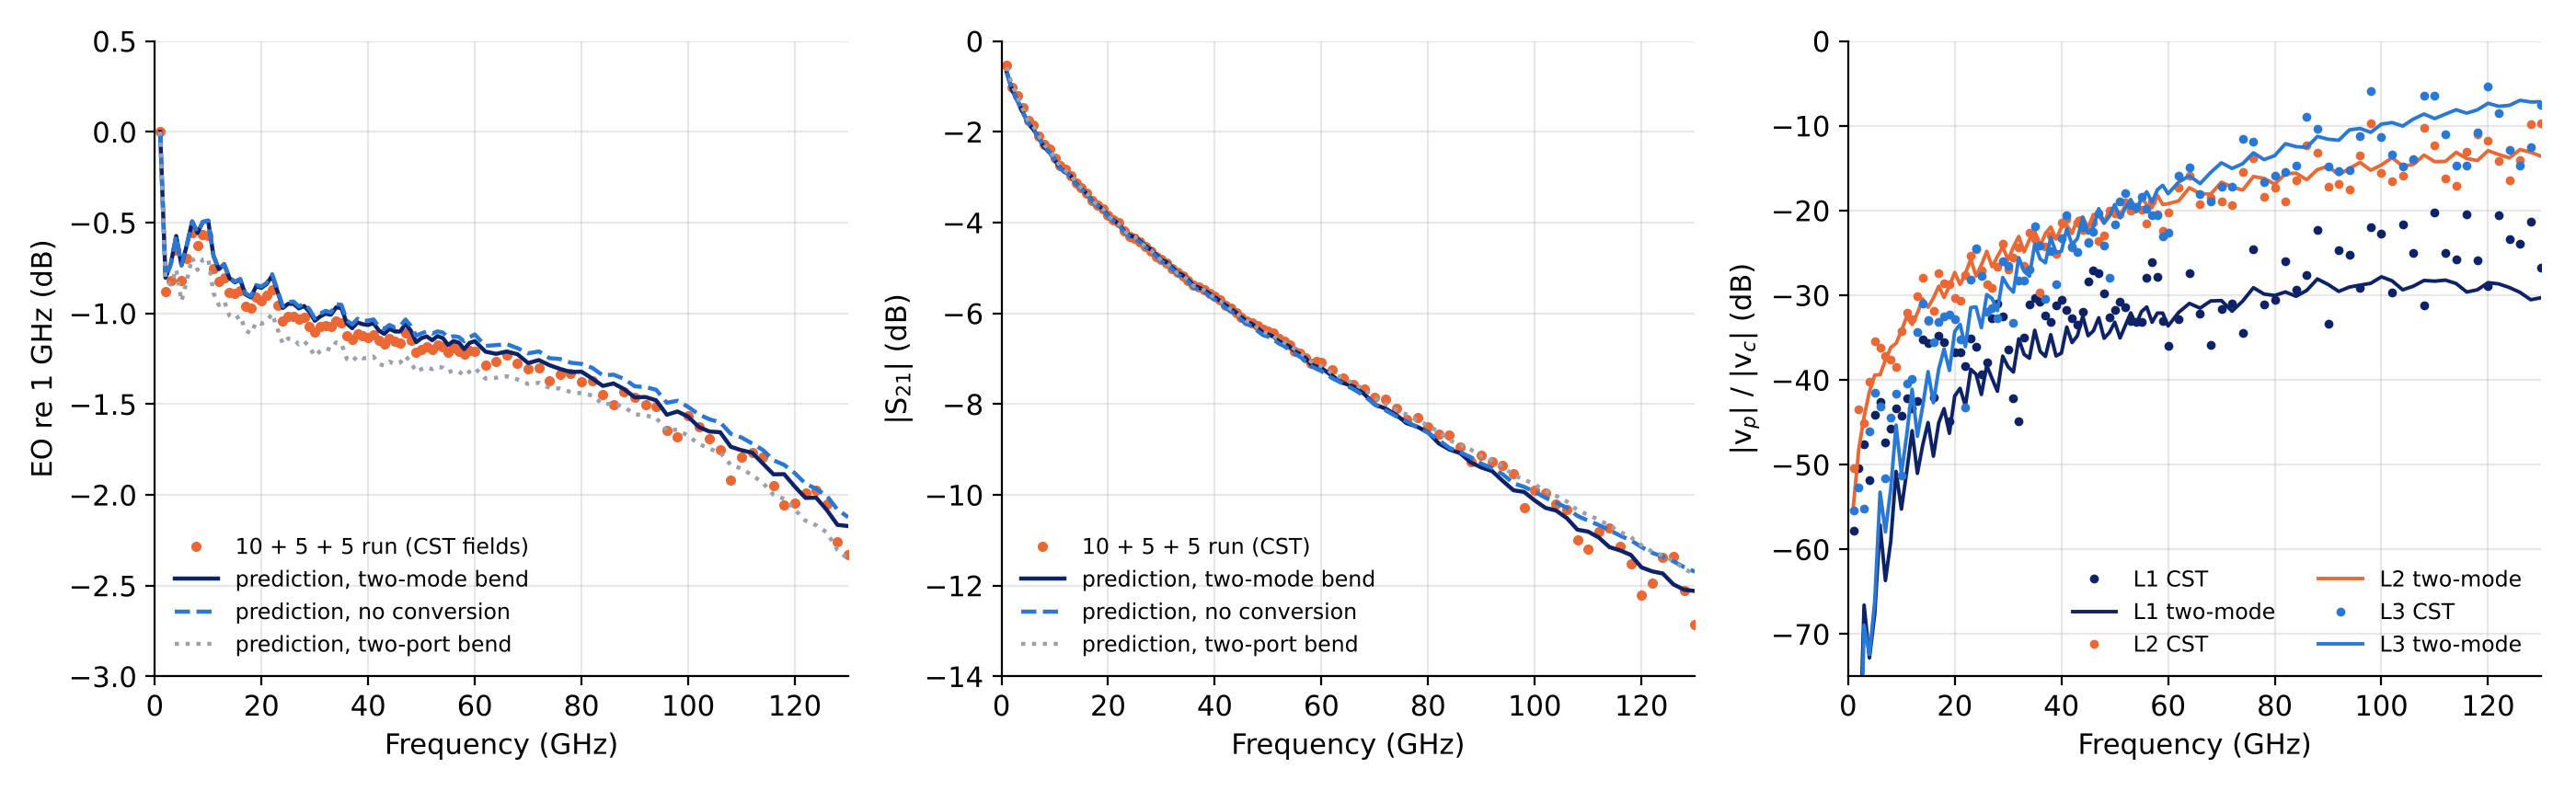 EO re 1 GHz (dB)
0.5
0.0
−0.5
−1.0
−1.5
−2.0
−2.5
−3.0
10 + 5 + 5 run (CST fields)
prediction, two-mode bend
prediction, no conversion
prediction, two-port bend
0 20 40 60 80 100 120
Frequency (GHz)
|S21| (dB)
0
−2
−4
−6
−8
−10
−12
−14
10 + 5 + 5 run (CST)
prediction, two-mode bend
prediction, no conversion
prediction, two-port bend
0 20 40 60 80 100 120
Frequency (GHz)
|vp| / |vc| (dB)
0
−10
−20
−30
−40
−50
−60
−70
L1 CST
L1 two-mode
L2 CST
L2 two-mode
L3 CST
L3 two-mode
0 20 40 60 80 100 120
Frequency (GHz)